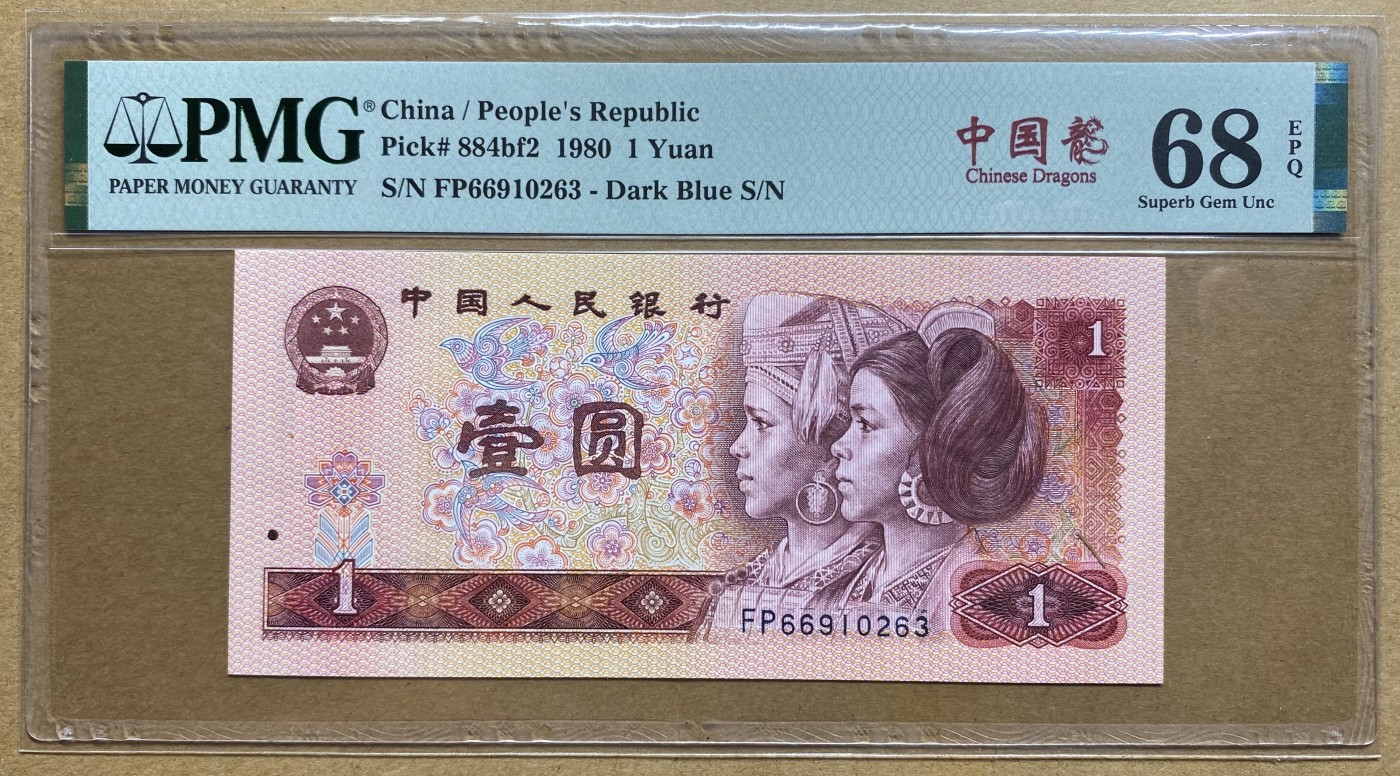 PMG®
PAPER MONEY GUARANTY
China / People's Republic
Pick# 884bf2 1980 1 Yuan
S/N FP66910263 - Dark Blue S/N
中国龍
Chinese Dragons
68
EPQ
Superb Gem Unc
中国人民银行
1
壹圆
1
FP66910263
1